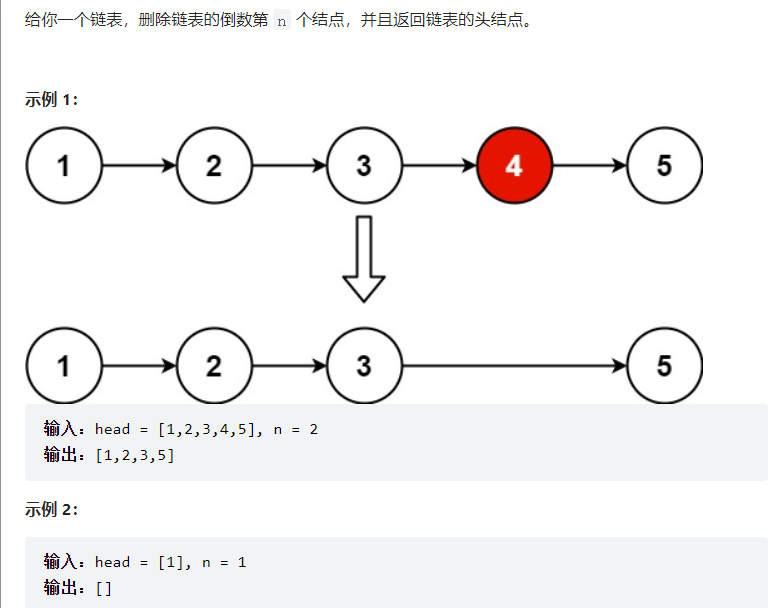 给你一个链表，删除链表的倒数第 n 个结点，并且返回链表的头结点。
示例 1：
1 2 3 4 5
1 2 3 5
输入：head = [1,2,3,4,5], n = 2
输出：[1,2,3,5]
示例 2：
输入：head = [1], n = 1
输出：[]